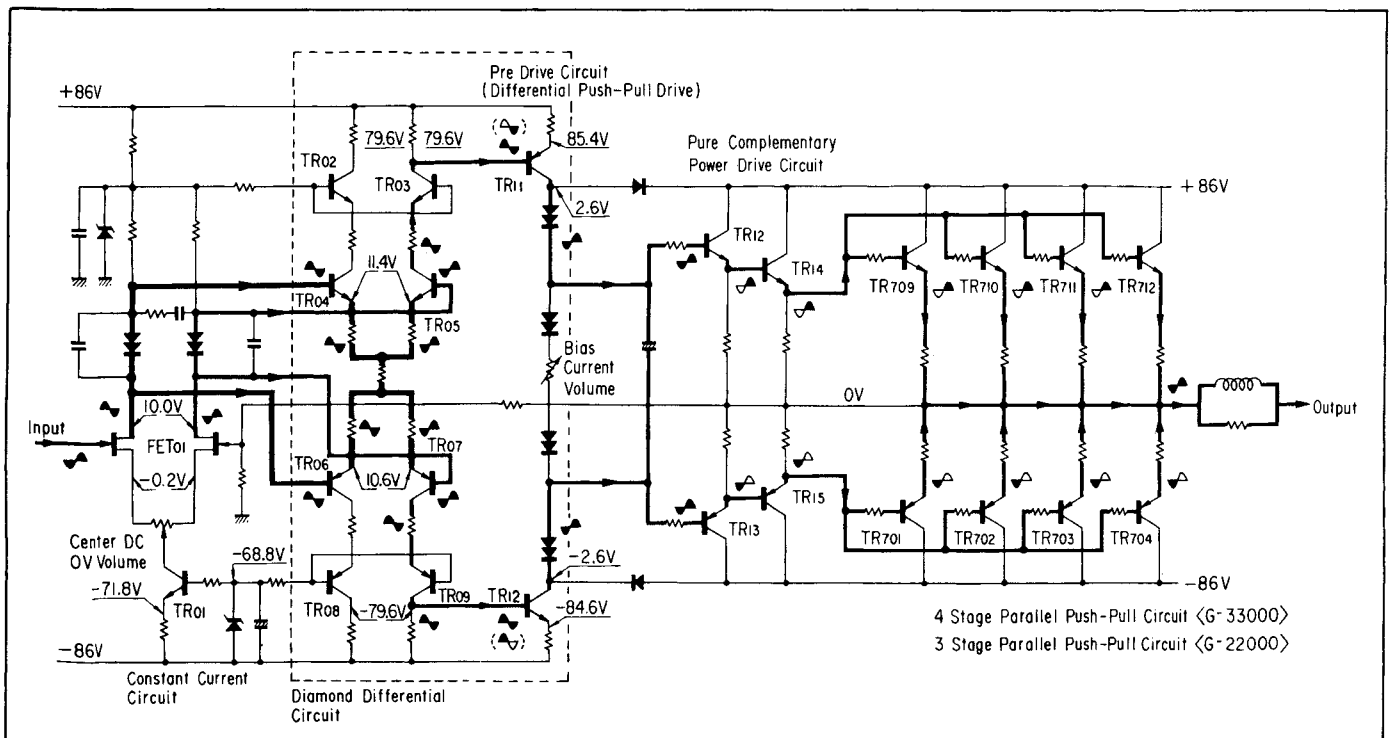 Pre Drive Circuit
(Differential Push-Pull Drive)
+86V
79.6V 79.6V
85.4V
TR02
TR03
TR11
Pure Complementary
Power Drive Circuit
2.6V
+86V
TR12
TR14
TR709
TR710
TR711
TR712
11.4V
TR04
TR05
Bias
Current
Volume
0V
Output
10.0V
Input
FET01
TR07
TR06
10.6V
-0.2V
TR15
TR13
TR701
TR702
TR703
TR704
Center DC
0V Volume
-68.8V
-71.8V
TR01
TR08
-79.6V
TR09
TR12
-2.6V
-84.6V
-86V
-86V
4 Stage Parallel Push-Pull Circuit <G-33000>
3 Stage Parallel Push-Pull Circuit <G-22000>
Constant Current
Circuit
Diamond Differential
Circuit